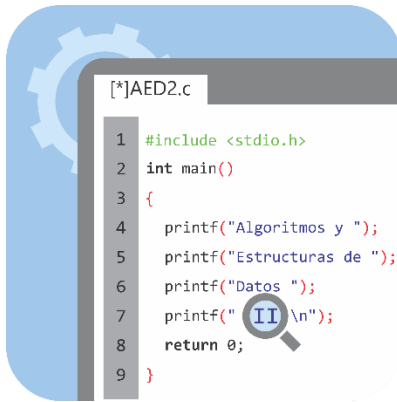 [*]AED2.c
1 #include <stdio.h>
2 int main()
3 {
4 printf("Algoritmos y ");
5 printf("Estructuras de ");
6 printf("Datos ");
7 printf(" II \n");
8 return 0;
9 }